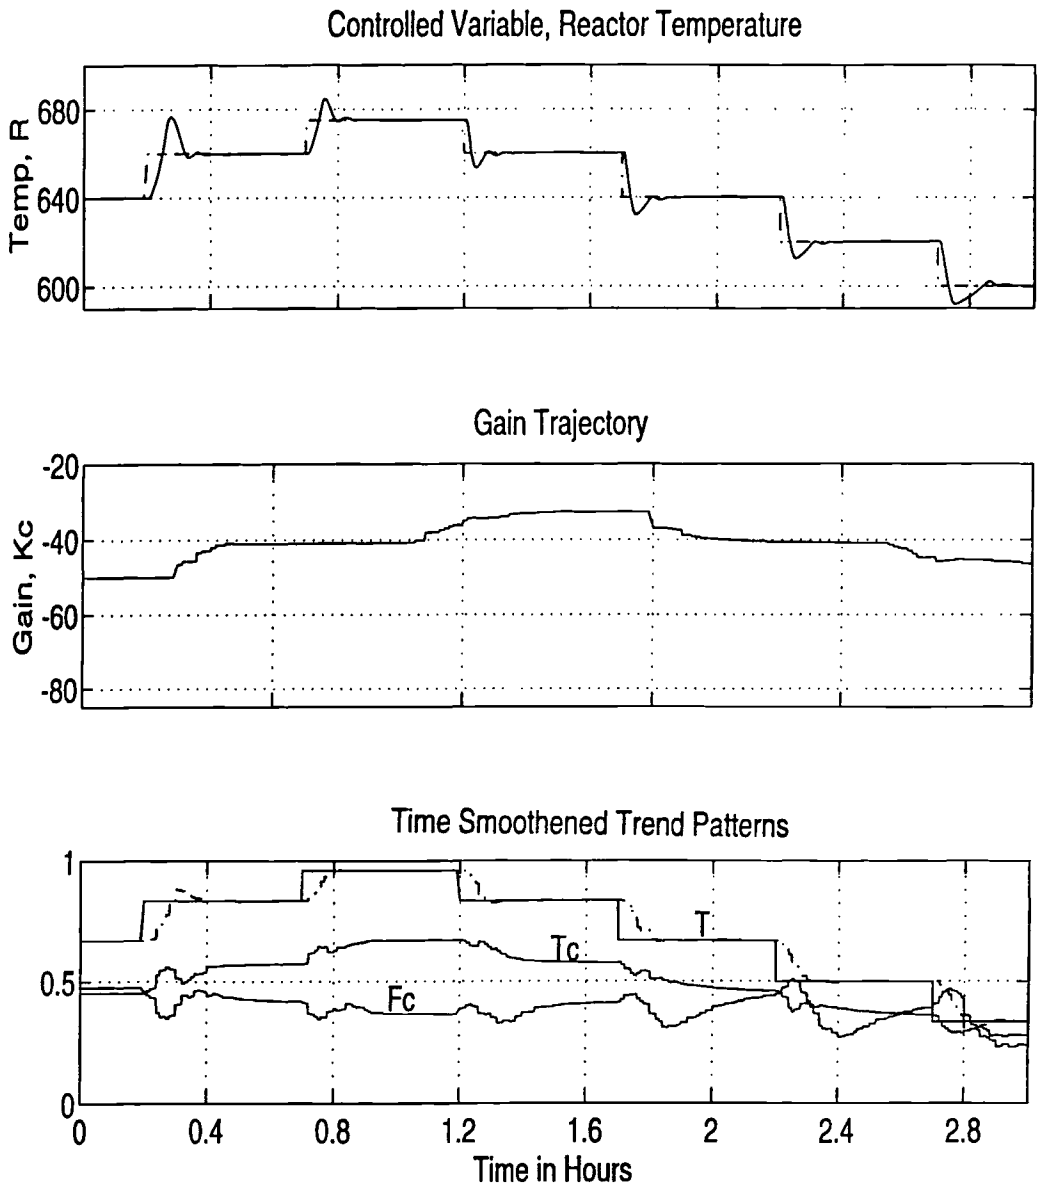 Controlled Variable, Reactor Temperature
680
640
600
Temp, R
Gain Trajectory
-20
-40
-60
-80
Gain, Kc
Time Smoothened Trend Patterns
1
0.5
0
T
Tc
Fc
0 0.4 0.8 1.2 1.6 2 2.4 2.8
Time in Hours